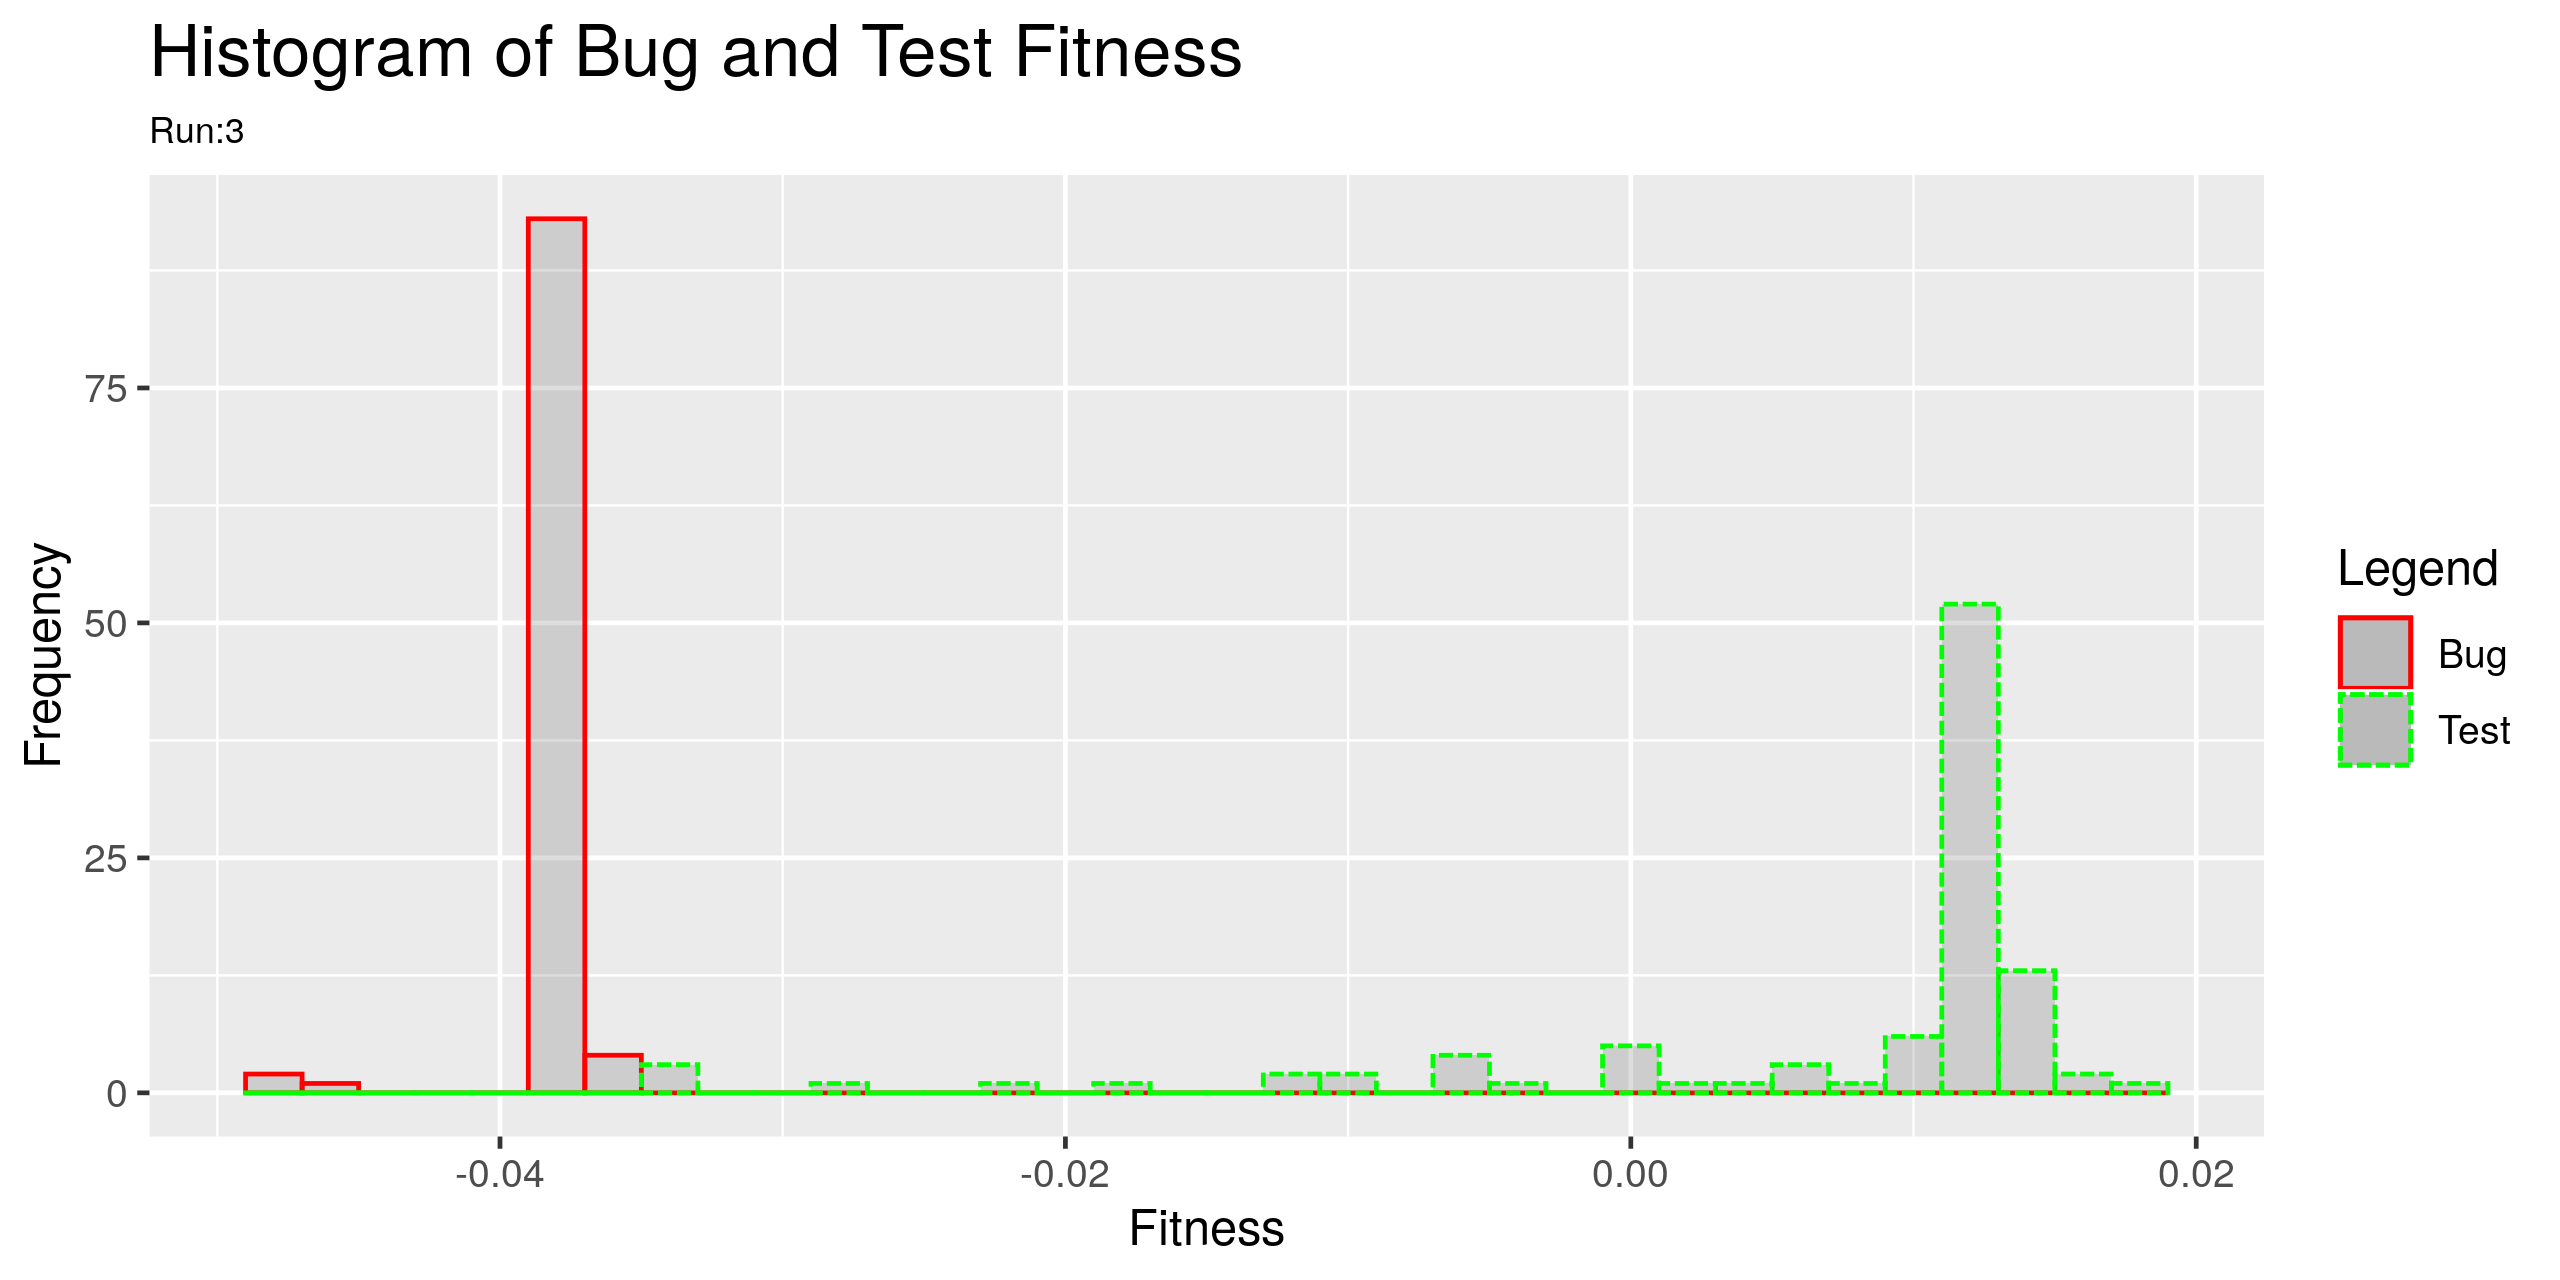 Histogram of Bug and Test Fitness
Run:3
Frequency
75
50
25
0
-0.04
-0.02
0.00
0.02
Fitness
Legend
Bug
Test